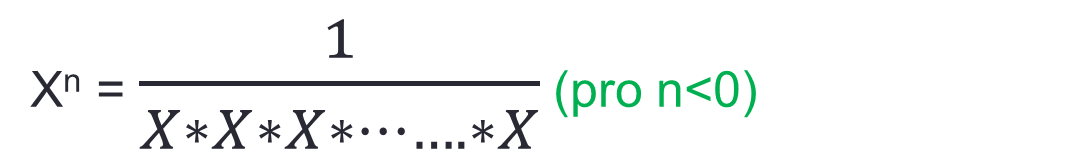 Xⁿ = 1 / X∗X∗X∗⋯….∗X (pro n<0)